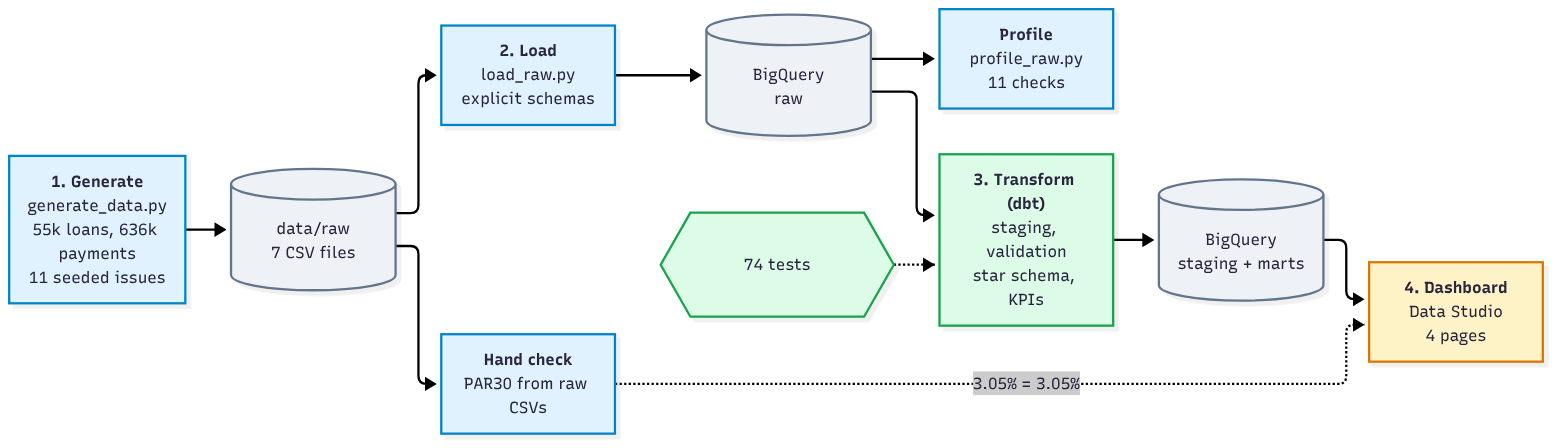 1. Generate
generate_data.py
55k loans, 636k
payments
11 seeded issues
data/raw
7 CSV files
2. Load
load_raw.py
explicit schemas
BigQuery
raw
Profile
profile_raw.py
11 checks
74 tests
3. Transform
(dbt)
staging,
validation
star schema,
KPIs
BigQuery
staging + marts
4. Dashboard
Data Studio
4 pages
Hand check
PAR30 from raw
CSVs
3.05% = 3.05%